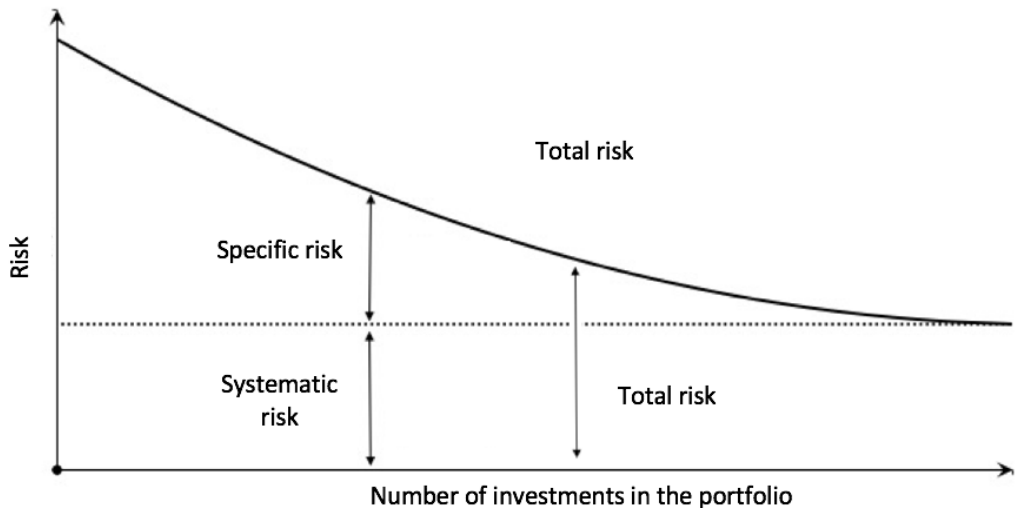 Total risk
Specific risk
Risk
Systematic
risk
Total risk
Number of investments in the portfolio